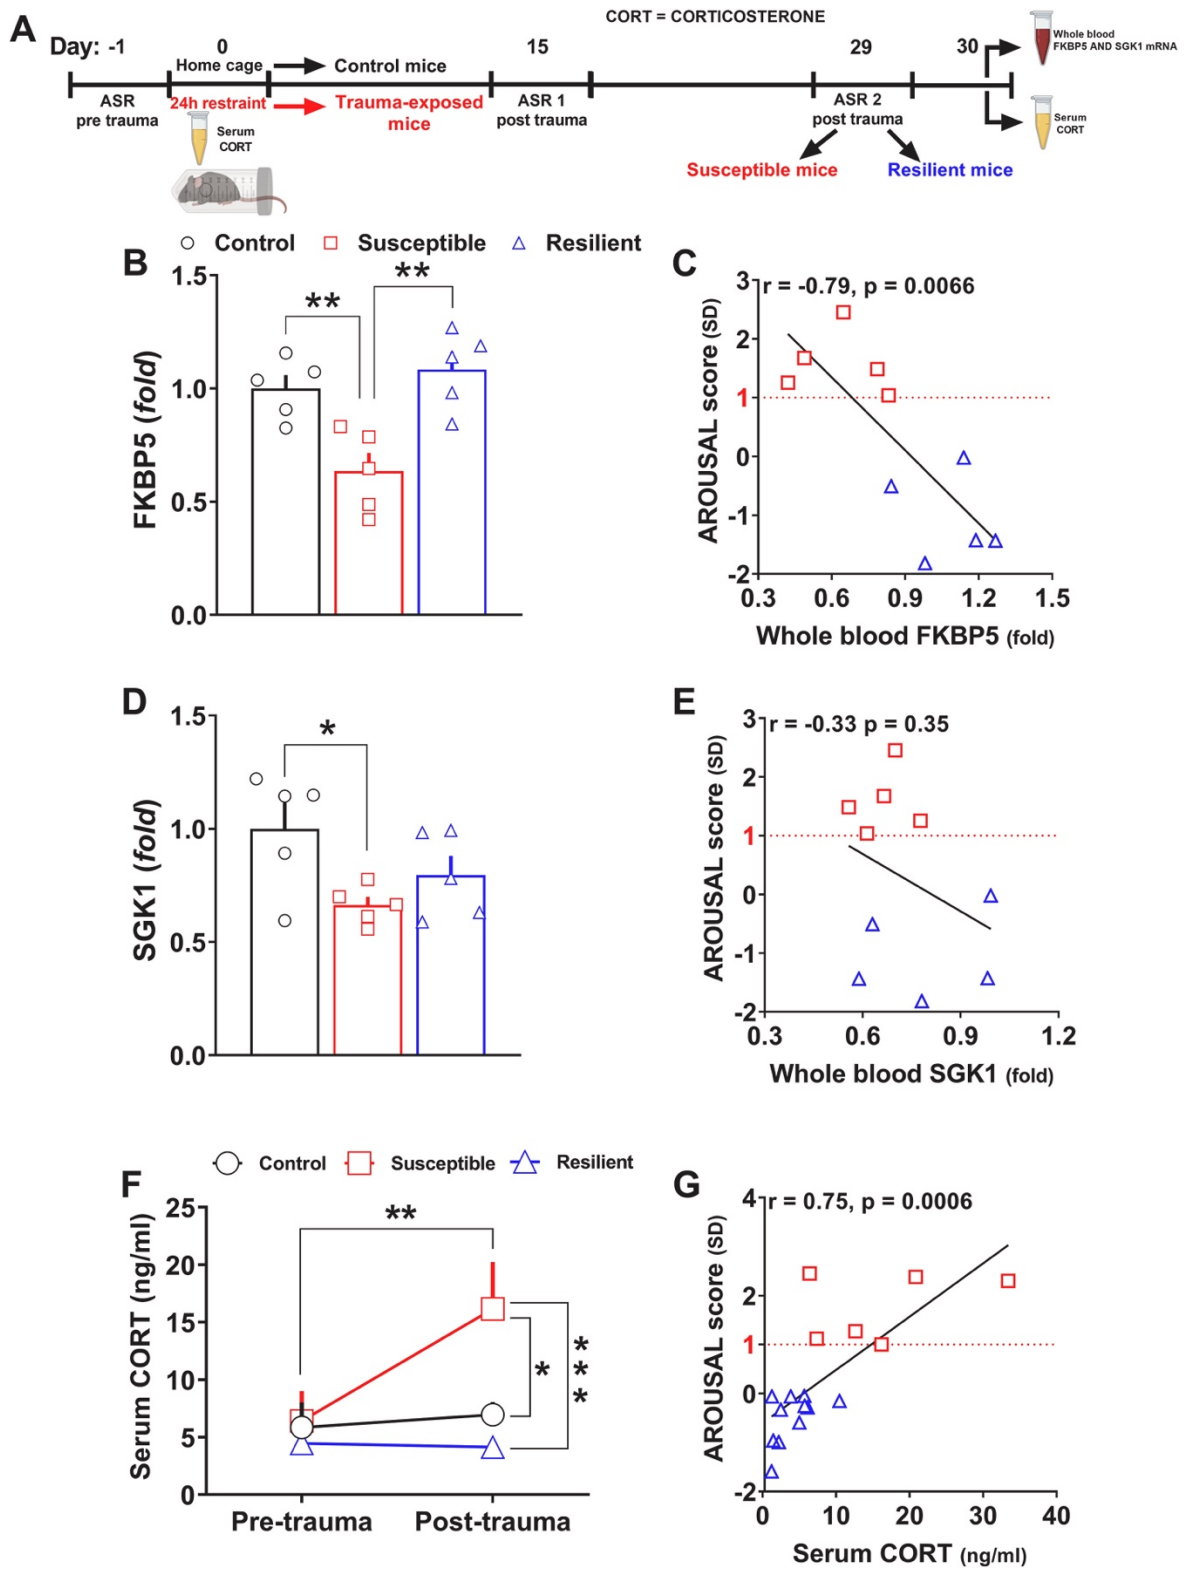 A
CORT = CORTICOSTERONE
Day: -1 0 15 29 30
Whole blood
FKBP5 AND SGK1 mRNA
Home cage Control mice
ASR
pre trauma
24h restraint Trauma-exposed
mice
ASR 1
post trauma
ASR 2
post trauma
Serum
CORT
Serum
CORT
Susceptible mice Resilient mice
Control Susceptible Resilient
B
FKBP5 (fold)
1.5
1.0
0.5
0.0
**
**
C
r = -0.79, p = 0.0066
AROUSAL score (SD)
3
2
1
0
-1
-2
0.3 0.6 0.9 1.2 1.5
Whole blood FKBP5 (fold)
D
SGK1 (fold)
1.5
1.0
0.5
0.0
*
E
r = -0.33 p = 0.35
AROUSAL score (SD)
3
2
1
0
-1
-2
0.3 0.6 0.9 1.2
Whole blood SGK1 (fold)
Control Susceptible Resilient
F
Serum CORT (ng/ml)
25
20
15
10
5
0
**
*
***
Pre-trauma Post-trauma
G
r = 0.75, p = 0.0006
AROUSAL score (SD)
4
2
1
0
-2
0 10 20 30 40
Serum CORT (ng/ml)